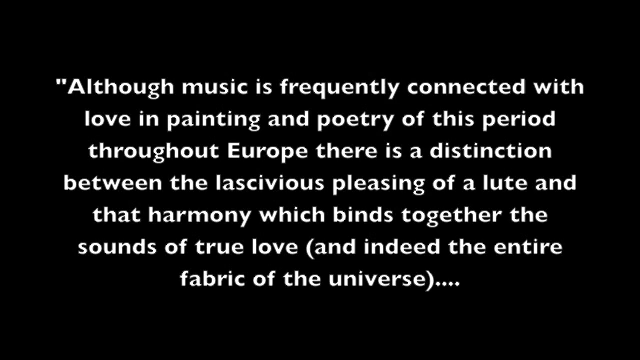 "Although music is frequently connected with
love in painting and poetry of this period
throughout Europe there is a distinction
between the lascivious pleasing of a lute and
that harmony which binds together the
sounds of true love (and indeed the entire
fabric of the universe)....